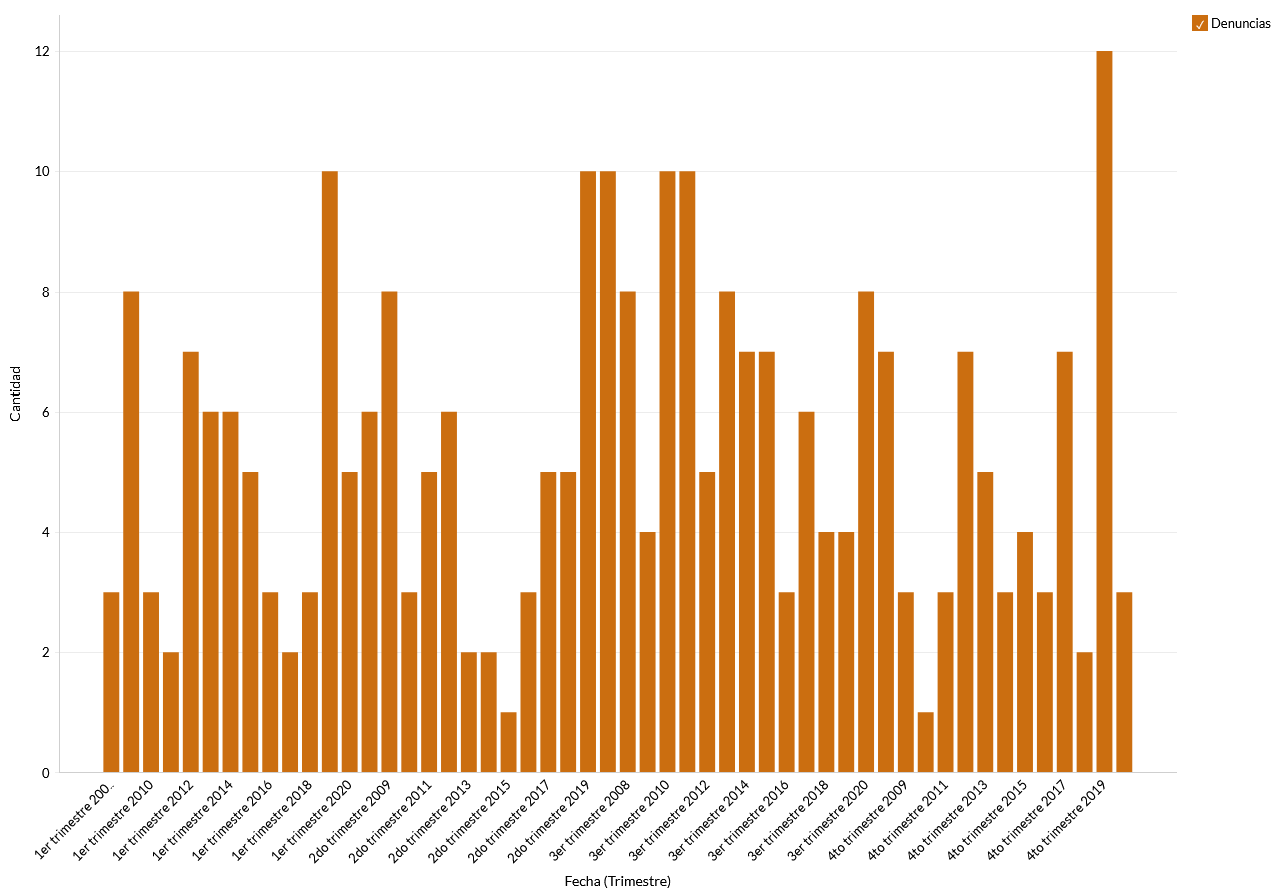 Denuncias
12
10
8
6
4
2
0
Cantidad
1er trimestre 200..
1er trimestre 2010
1er trimestre 2012
1er trimestre 2014
1er trimestre 2016
1er trimestre 2018
1er trimestre 2020
2do trimestre 2009
2do trimestre 2011
2do trimestre 2013
2do trimestre 2015
2do trimestre 2017
2do trimestre 2019
3er trimestre 2008
3er trimestre 2010
3er trimestre 2012
3er trimestre 2014
3er trimestre 2016
3er trimestre 2018
3er trimestre 2020
4to trimestre 2009
4to trimestre 2011
4to trimestre 2013
4to trimestre 2015
4to trimestre 2017
4to trimestre 2019
Fecha (Trimestre)